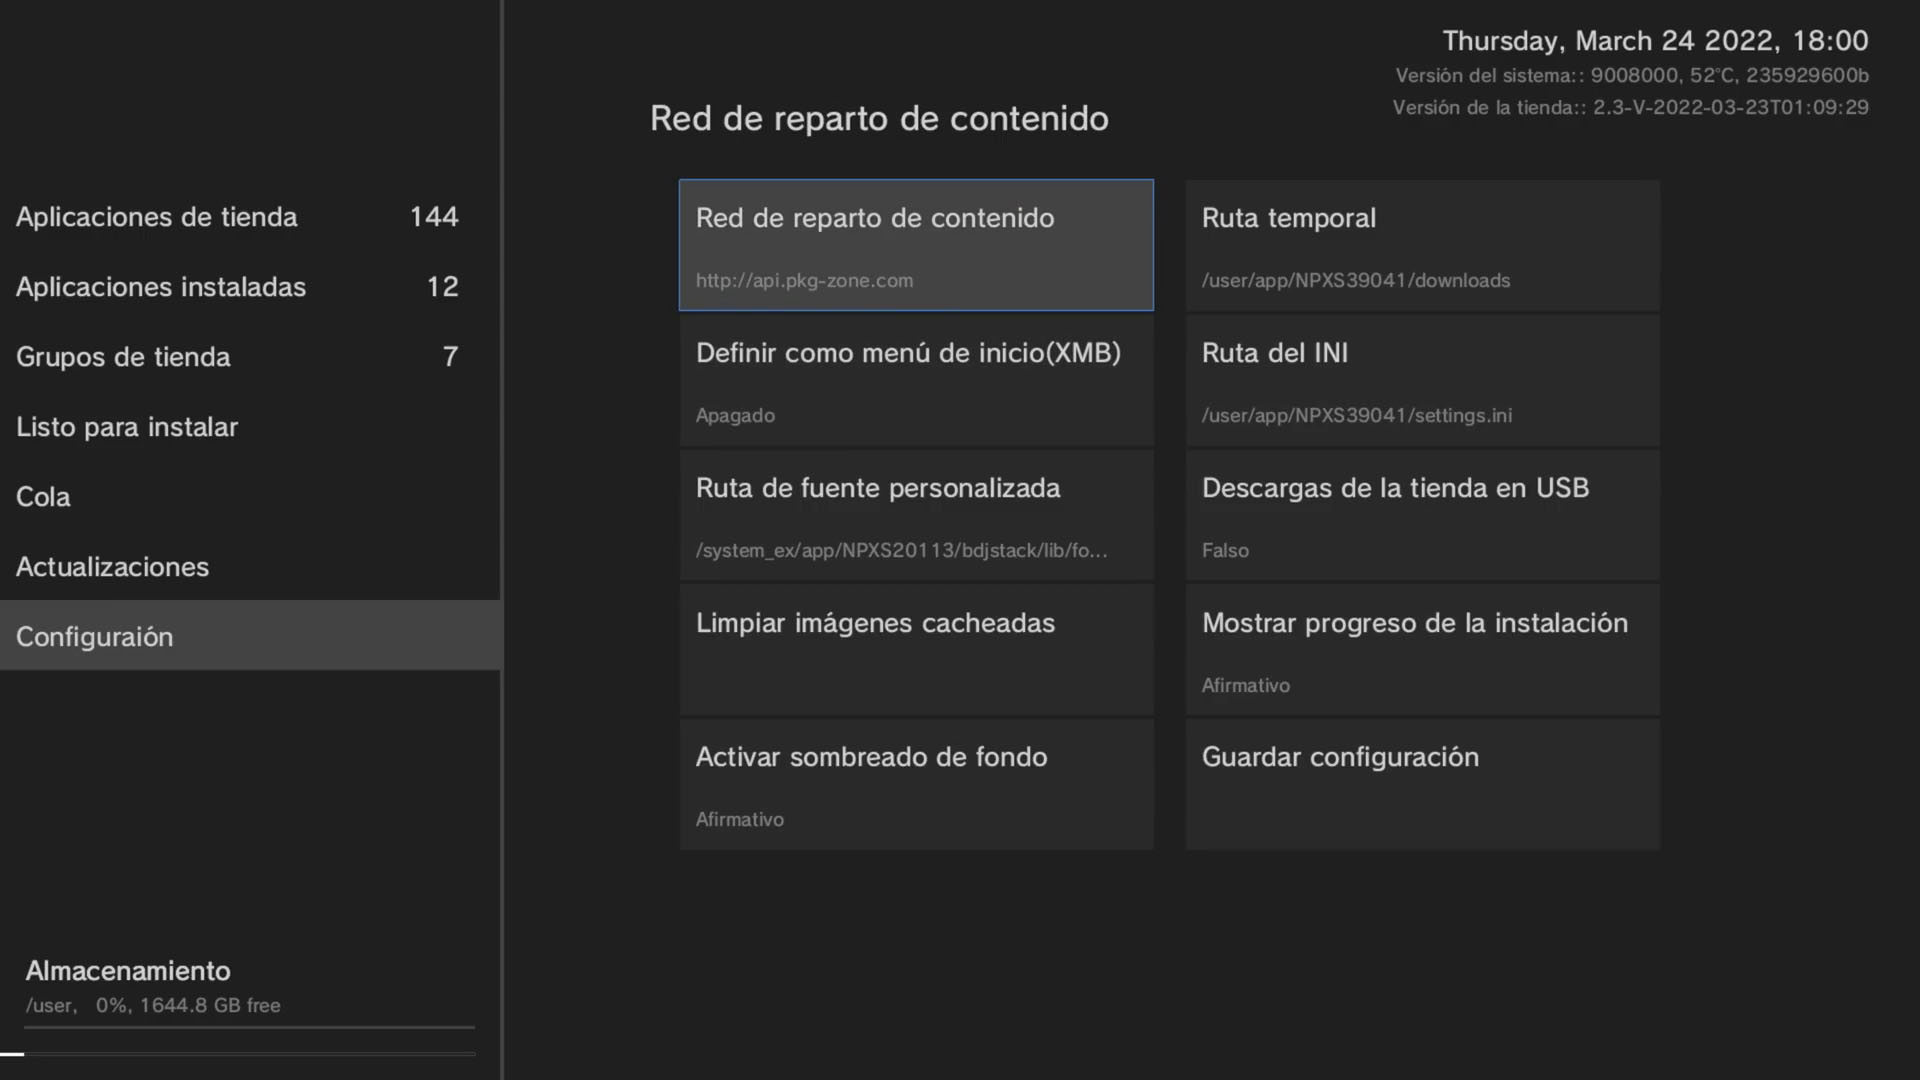 Thursday, March 24 2022, 18:00
Versión del sistema:: 9008000, 52°C, 235929600b
Versión de la tienda:: 2.3-V-2022-03-23T01:09:29
Red de reparto de contenido
Aplicaciones de tienda 144
Aplicaciones instaladas 12
Grupos de tienda 7
Listo para instalar
Cola
Actualizaciones
Configuraión
Red de reparto de contenido
http://api.pkg-zone.com
Ruta temporal
/user/app/NPXS39041/downloads
Definir como menú de inicio(XMB)
Apagado
Ruta del INI
/user/app/NPXS39041/settings.ini
Ruta de fuente personalizada
/system_ex/app/NPXS20113/bdjstack/lib/fo...
Descargas de la tienda en USB
Falso
Limpiar imágenes cacheadas
Mostrar progreso de la instalación
Afirmativo
Activar sombreado de fondo
Afirmativo
Guardar configuración
Almacenamiento
/user, 0%, 1644.8 GB free